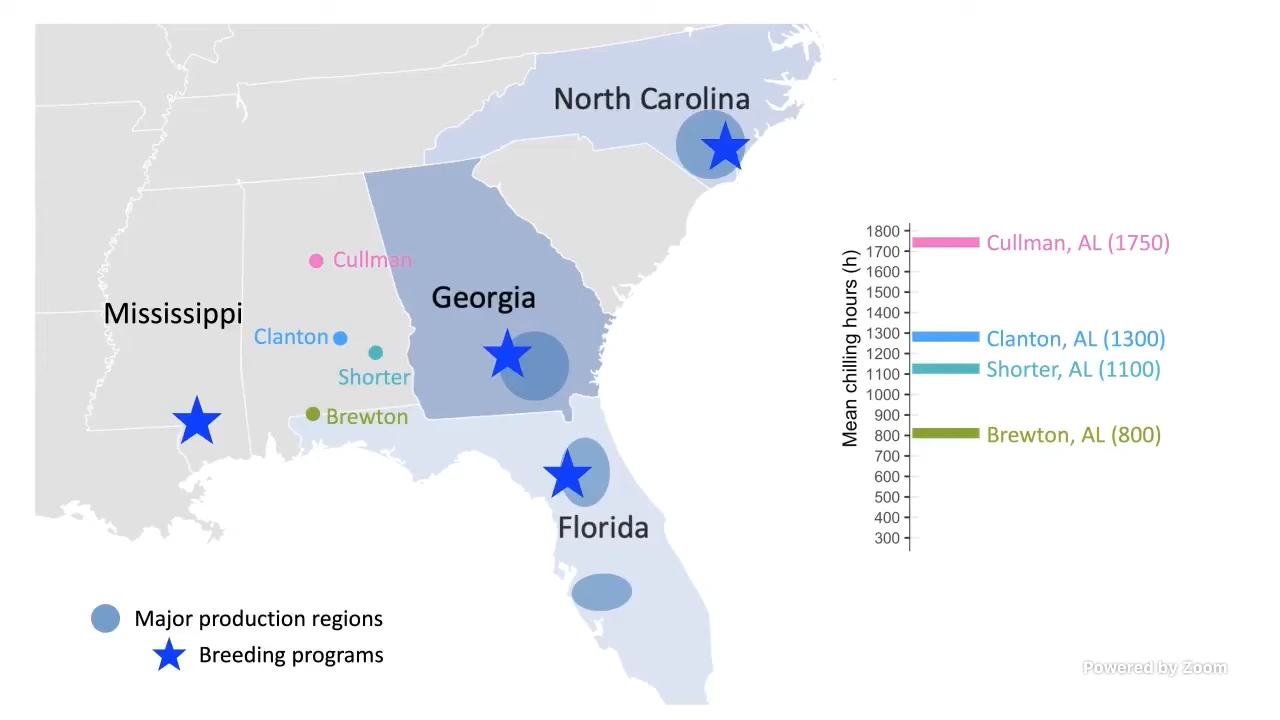 North Carolina
Cullman
Georgia
Mississippi
Clanton
Shorter
Brewton
Florida
Major production regions
Breeding programs
Mean chilling hours (h)
1800
1700
1600
1500
1400
1300
1200
1100
1000
900
800
700
600
500
400
300
Cullman, AL (1750)
Clanton, AL (1300)
Shorter, AL (1100)
Brewton, AL (800)
Powered by Zoom